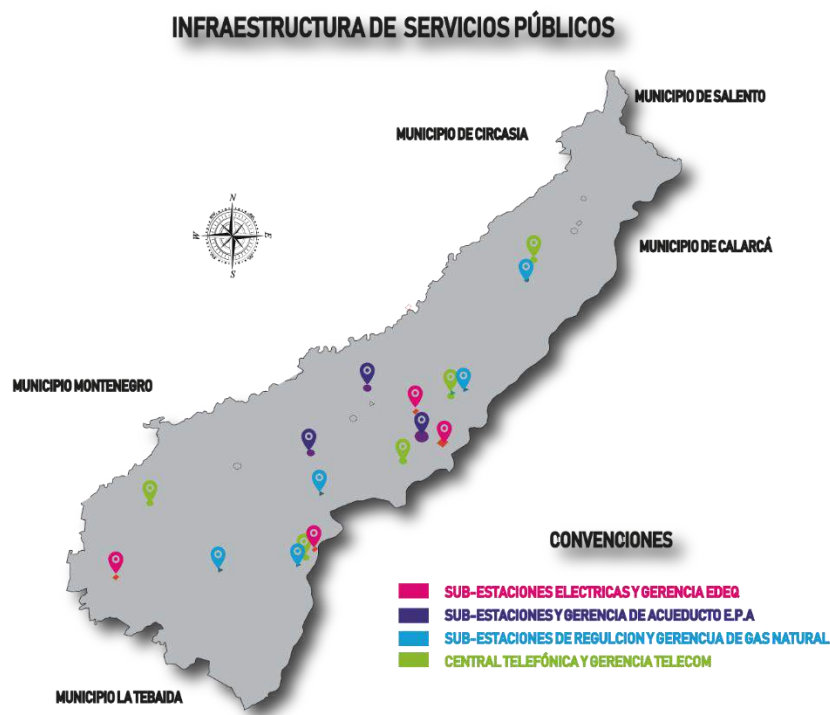 INFRAESTRUCTURA DE SERVICIOS PÚBLICOS
MUNICIPIO DE SALENTO
MUNICIPIO DE CIRCASIA
N
W
E
S
MUNICIPIO DE CALARCÁ
MUNICIPIO MONTENEGRO
CONVENCIONES
SUB-ESTACIONES ELECTRICAS Y GERENCIA EDEQ
SUB-ESTACIONES Y GERENCIA DE ACUEDUCTO E.P.A
SUB-ESTACIONES DE REGULCION Y GERENCUA DE GAS NATURAL
CENTRAL TELEFÓNICA Y GERENCIA TELECOM
MUNICIPIO LA TEBAIDA